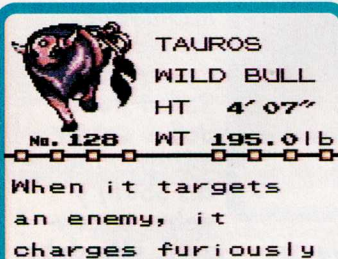 TAUROS
WILD BULL
HT 4′07″
No.128 WT 195.0lb
When it targets
an enemy, it
charges furiously